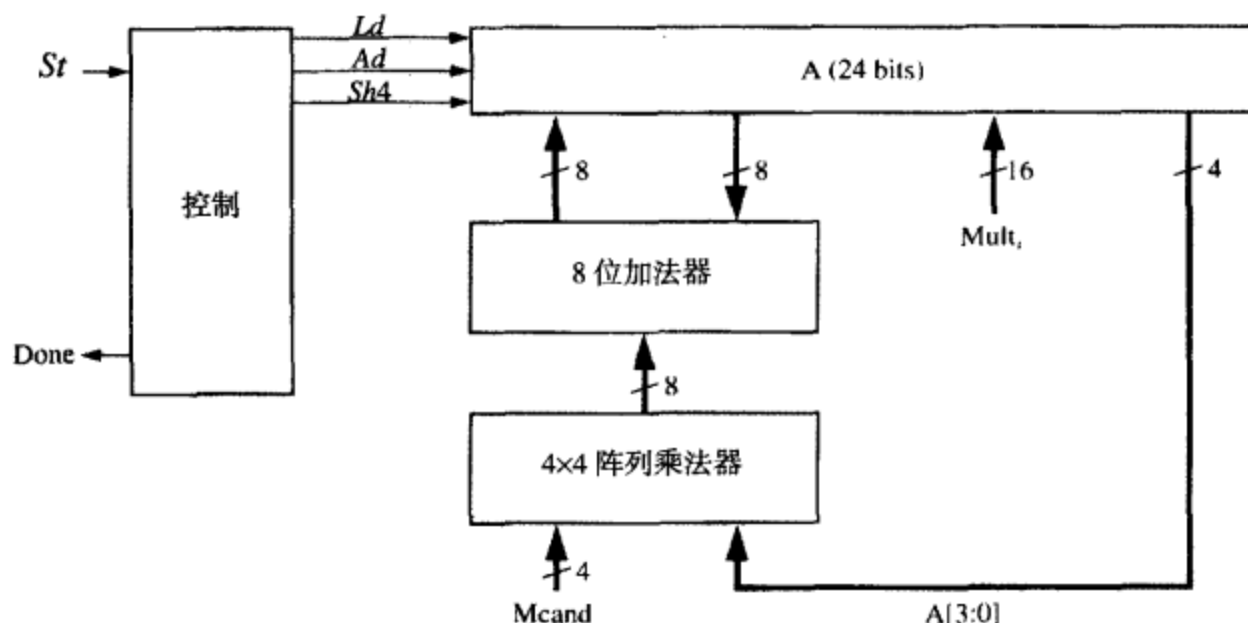 Ld
St
Ad
A (24 bits)
Sh4
控制
8
8
16
4
Mult,
8 位加法器
Done
8
4×4 阵列乘法器
4
Mcand
A[3:0]